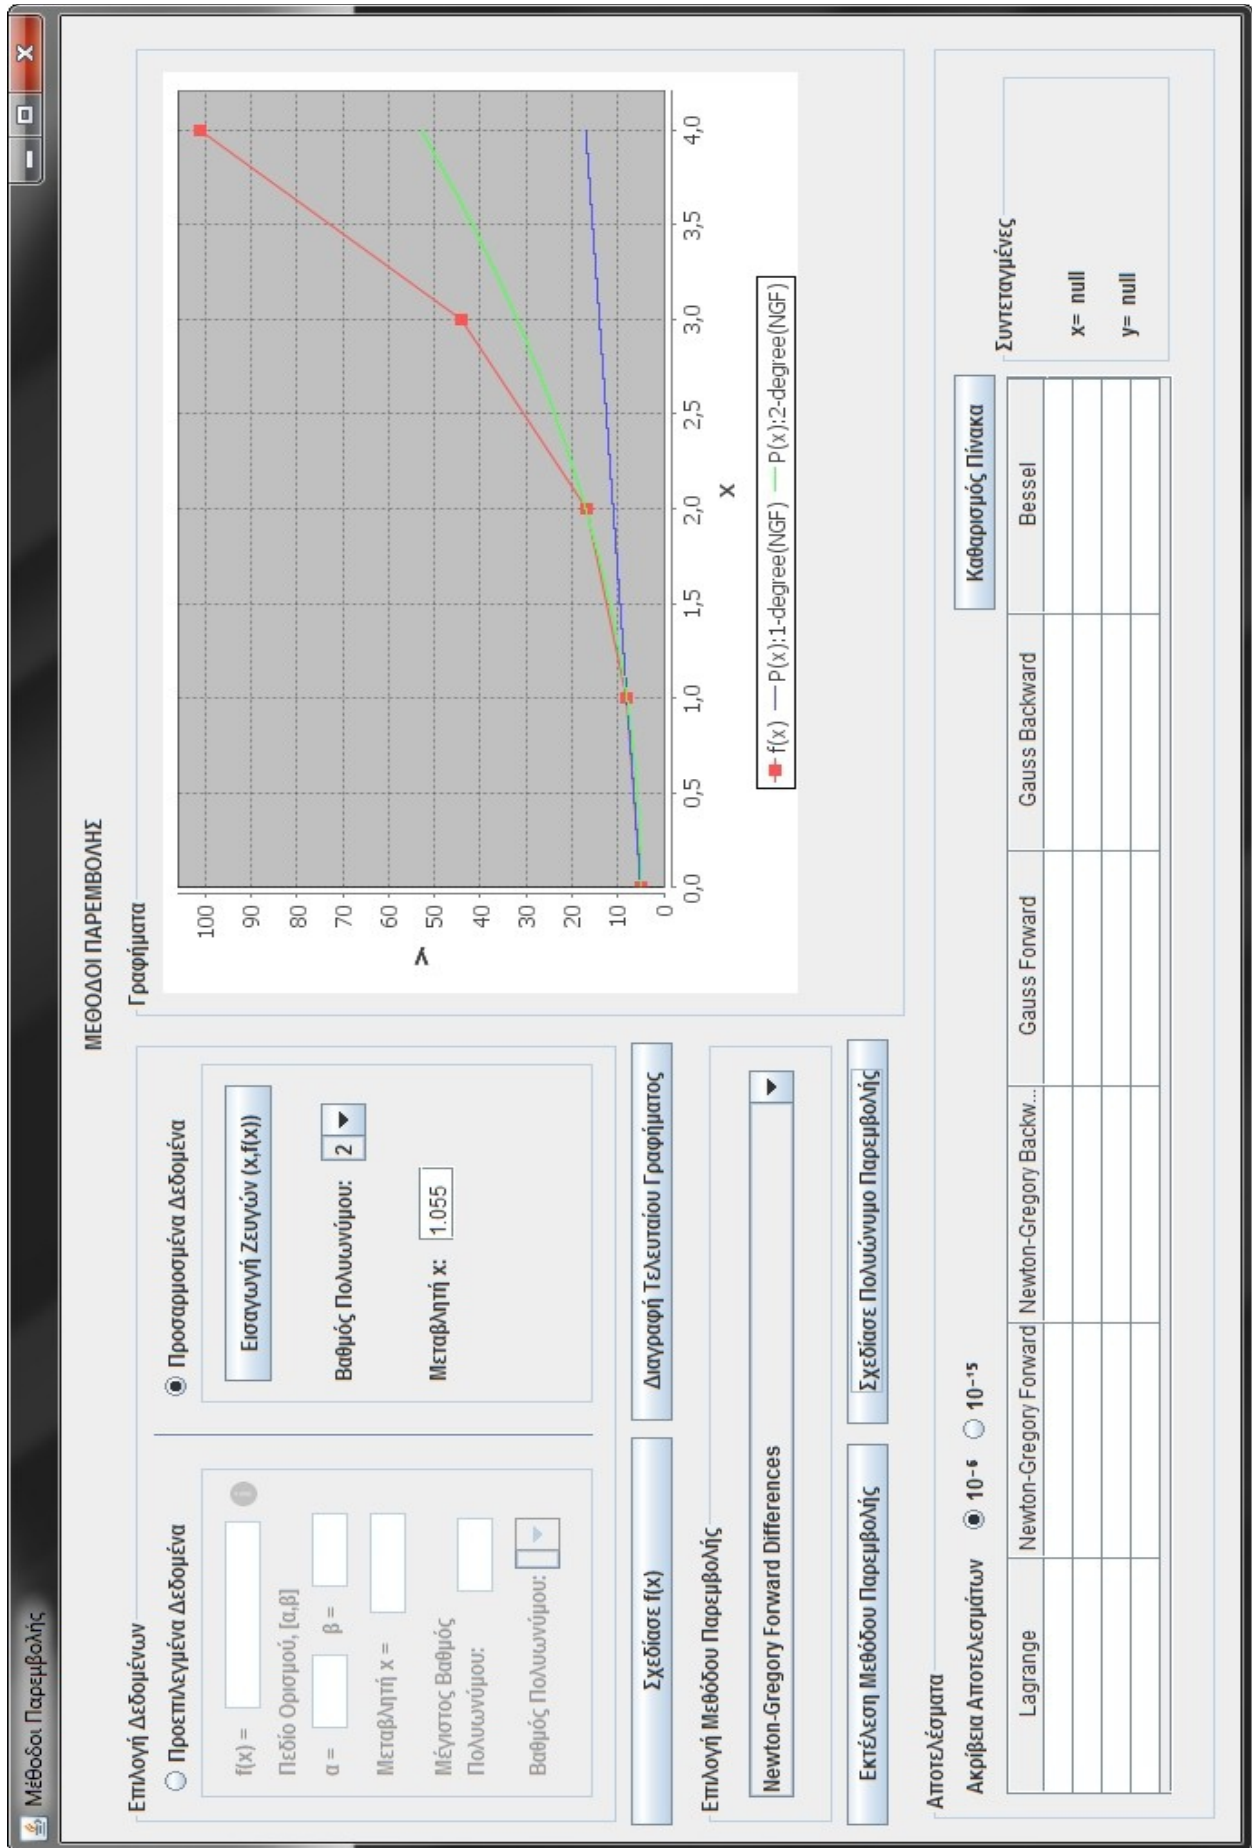 Μέθοδοι Παρεμβολής
ΜΕΘΟΔΟΙ ΠΑΡΕΜΒΟΛΗΣ
Επιλογή Δεδομένων
Προεπιλεγμένα Δεδομένα
f(x) =
Πεδίο Ορισμού, [α,β]
α =
β =
Μεταβλητή x =
Μέγιστος Βαθμός
Πολυωνύμου:
Βαθμός Πολυωνύμου:
Προσαρμοσμένα Δεδομένα
Εισαγωγή Ζευγών (x,f(x))
Βαθμός Πολυωνύμου: 2
Μεταβλητή x: 1.055
Σχεδίασε f(x)
Διαγραφή Τελευταίου Γραφήματος
Επιλογή Μεθόδου Παρεμβολής
Newton-Gregory Forward Differences
Εκτέλεση Μεθόδου Παρεμβολής
Σχεδίασε Πολυώνυμο Παρεμβολής
Γραφήματα
100
90
80
70
60
50
40
30
20
10
0
Y
0,0 0,5 1,0 1,5 2,0 2,5 3,0 3,5 4,0
X
f(x) P(x):1-degree(NGF) P(x):2-degree(NGF)
Αποτελέσματα
Ακρίβεια Αποτελεσμάτων 10⁻⁶ 10⁻¹⁵
Καθαρισμός Πίνακα
Lagrange Newton-Gregory Forward Newton-Gregory Backw... Gauss Forward Gauss Backward Bessel
Συντεταγμένες
x= null
y= null